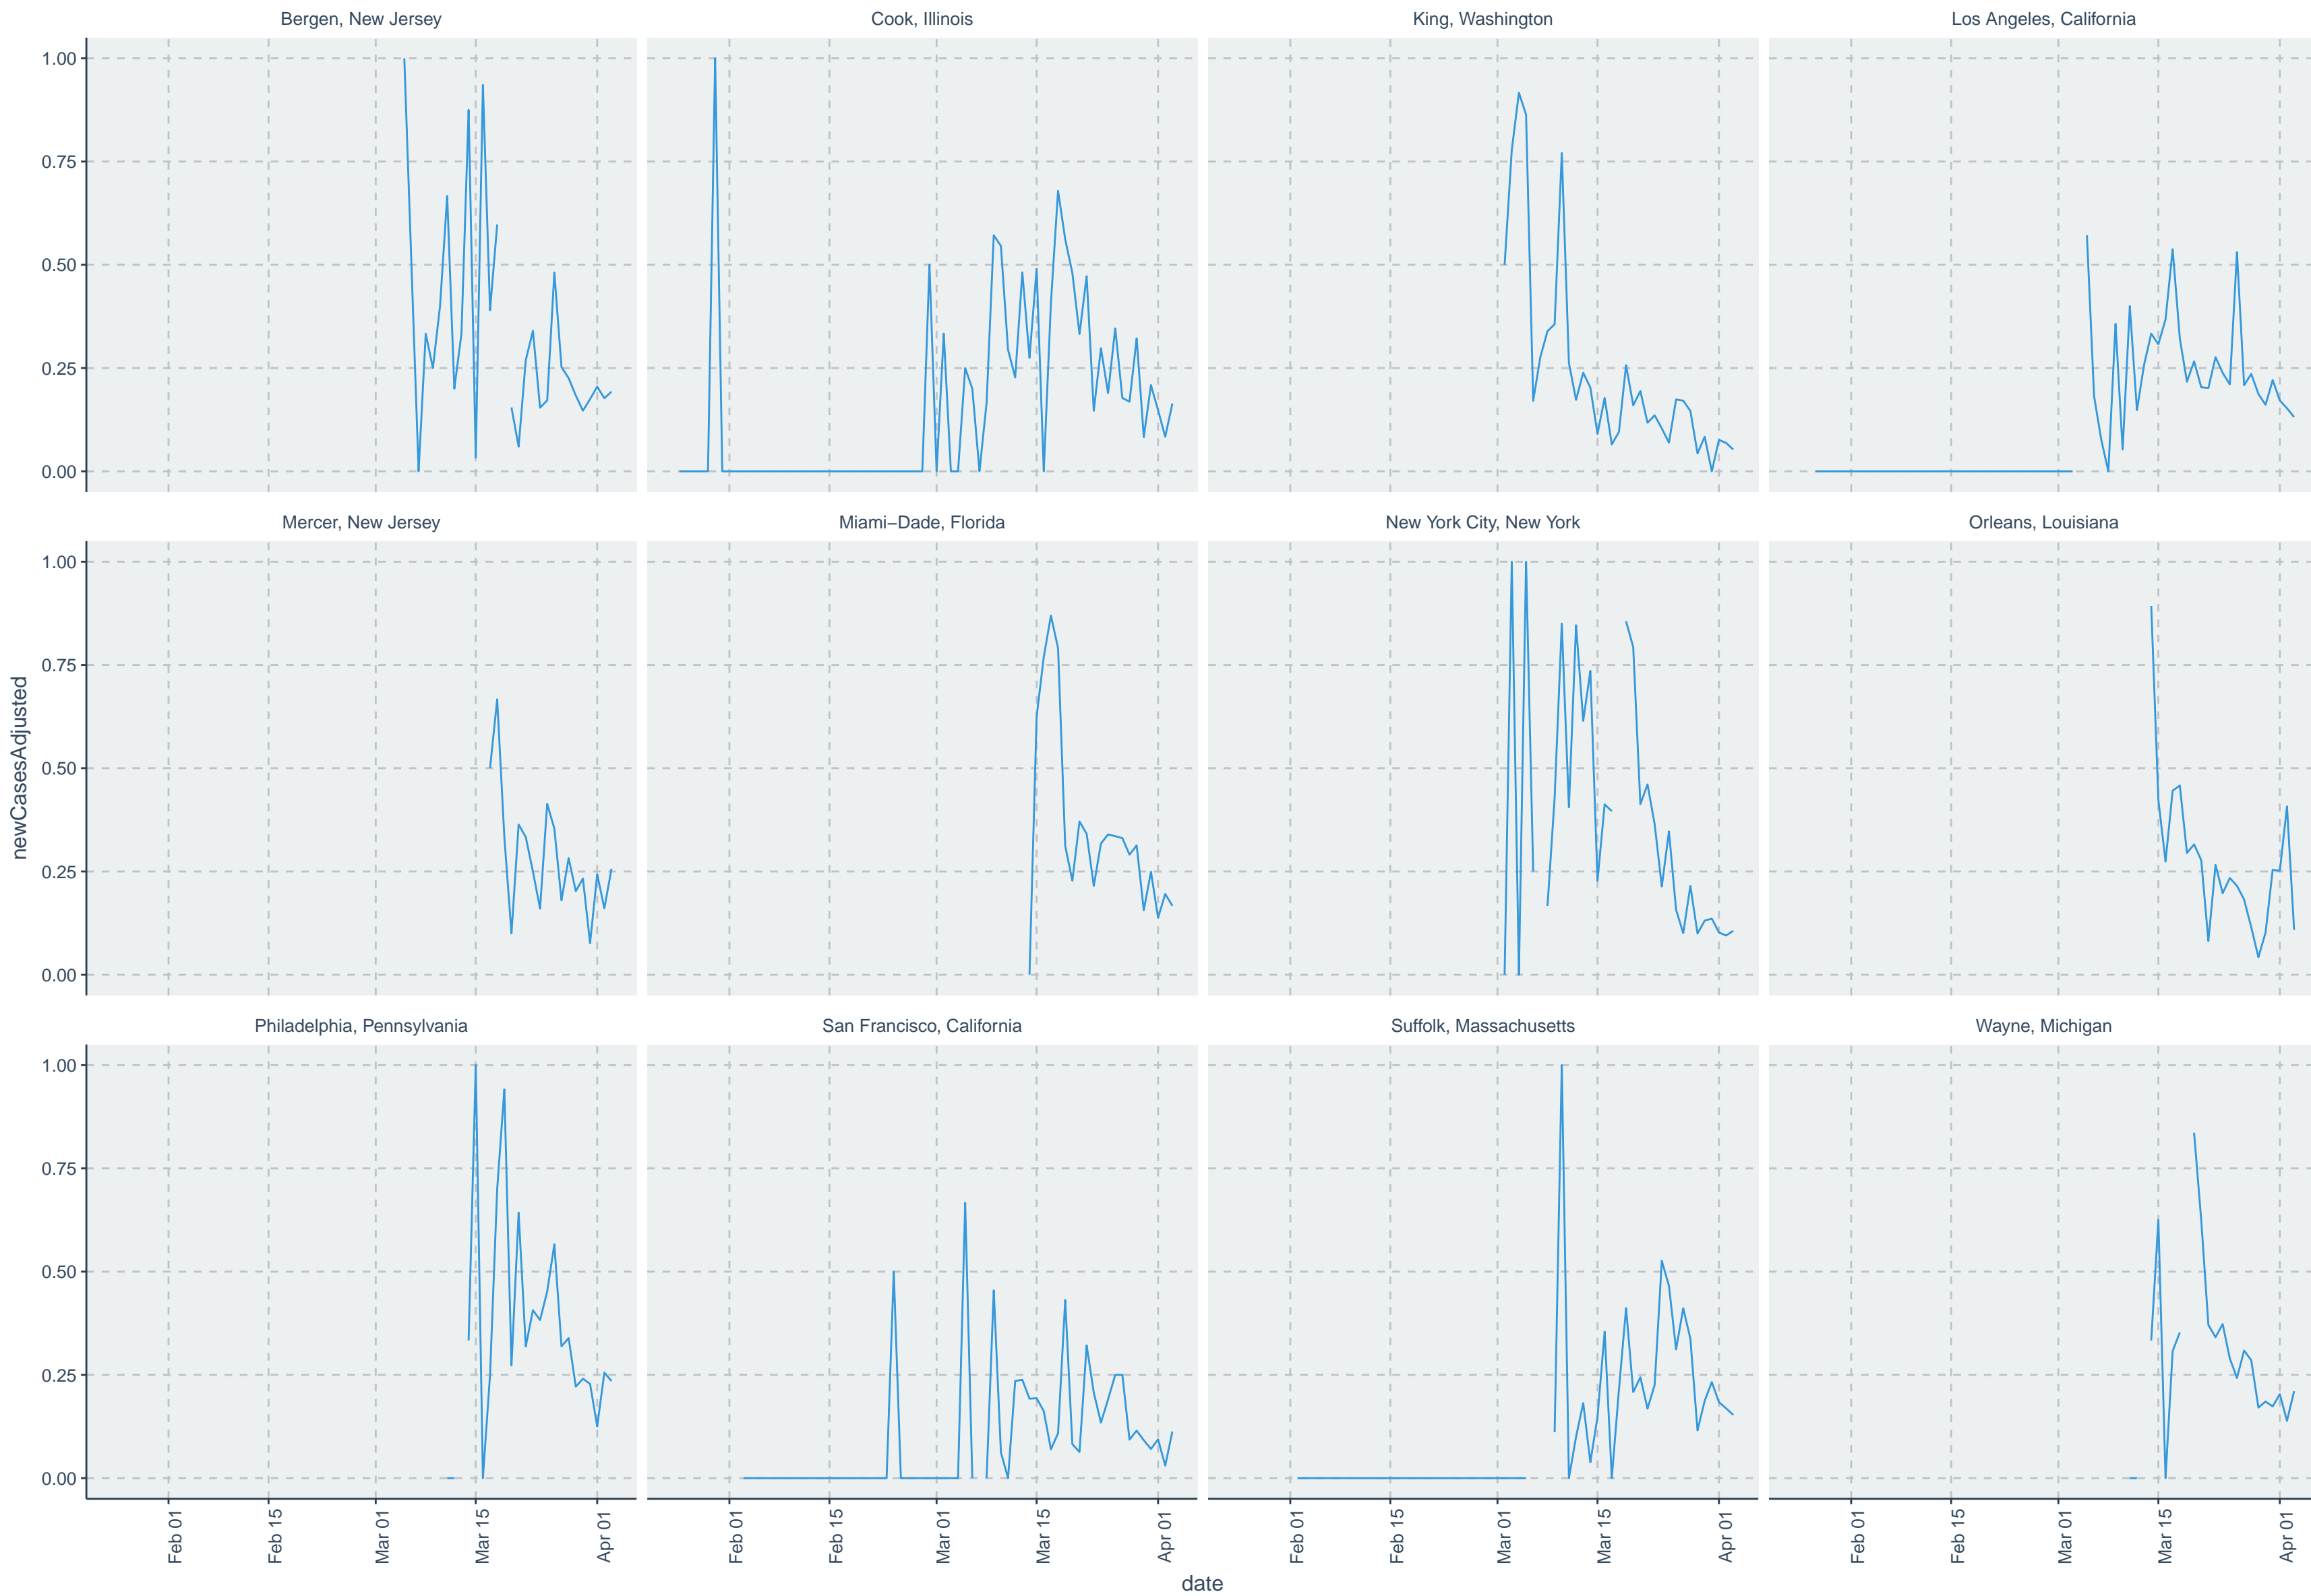 Bergen, New Jersey
Cook, Illinois
King, Washington
Los Angeles, California
1.00
0.75
0.50
0.25
0.00
Mercer, New Jersey
Miami−Dade, Florida
New York City, New York
Orleans, Louisiana
1.00
0.75
0.50
0.25
0.00
newCasesAdjusted
Philadelphia, Pennsylvania
San Francisco, California
Suffolk, Massachusetts
Wayne, Michigan
1.00
0.75
0.50
0.25
0.00
Feb 01
Feb 15
Mar 01
Mar 15
Apr 01
Feb 01
Feb 15
Mar 01
Mar 15
Apr 01
Feb 01
Feb 15
Mar 01
Mar 15
Apr 01
Feb 01
Feb 15
Mar 01
Mar 15
Apr 01
date